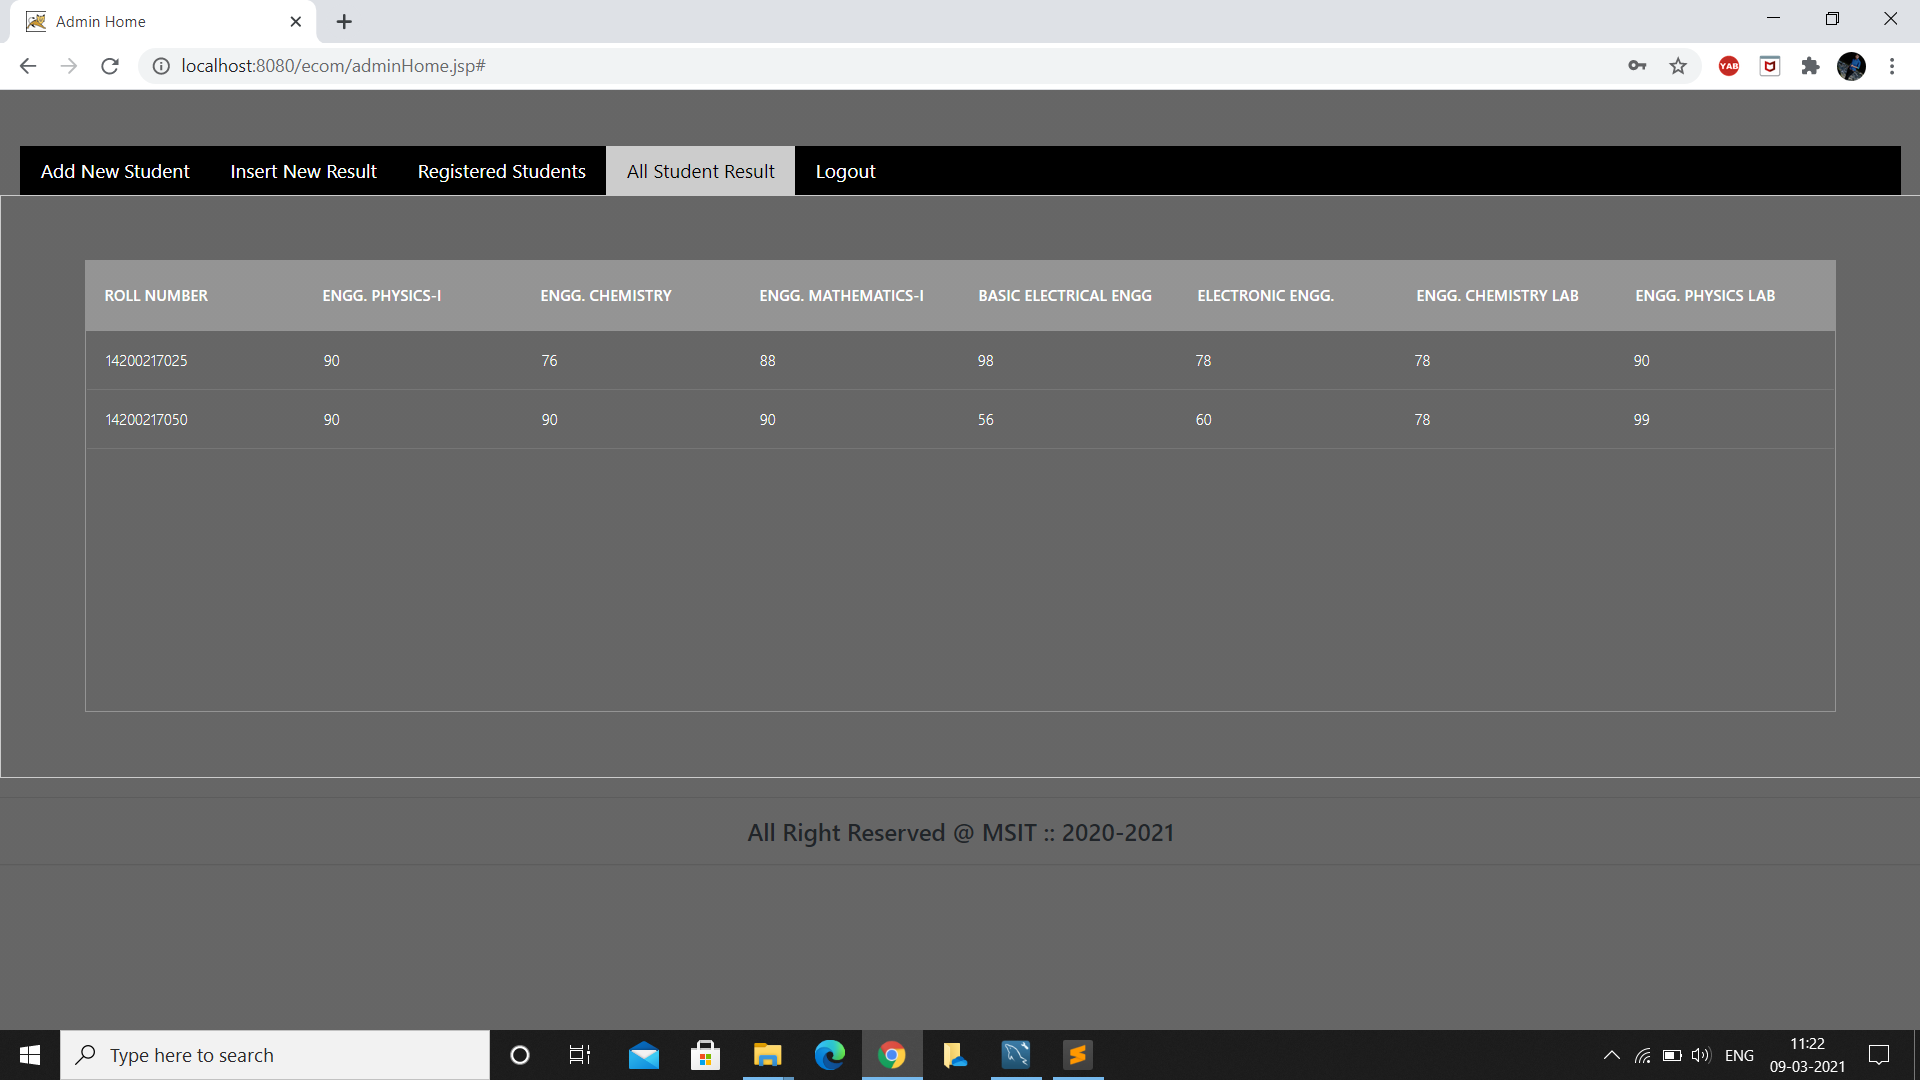 Admin Home
localhost:8080/ecom/adminHome.jsp#
YAB
Add New Student Insert New Result Registered Students All Student Result Logout
ROLL NUMBER ENGG. PHYSICS-I ENGG. CHEMISTRY ENGG. MATHEMATICS-I BASIC ELECTRICAL ENGG ELECTRONIC ENGG. ENGG. CHEMISTRY LAB ENGG. PHYSICS LAB
14200217025 90 76 88 98 78 78 90
14200217050 90 90 90 56 60 78 99
All Right Reserved @ MSIT :: 2020-2021
Type here to search
ENG
11:22
09-03-2021